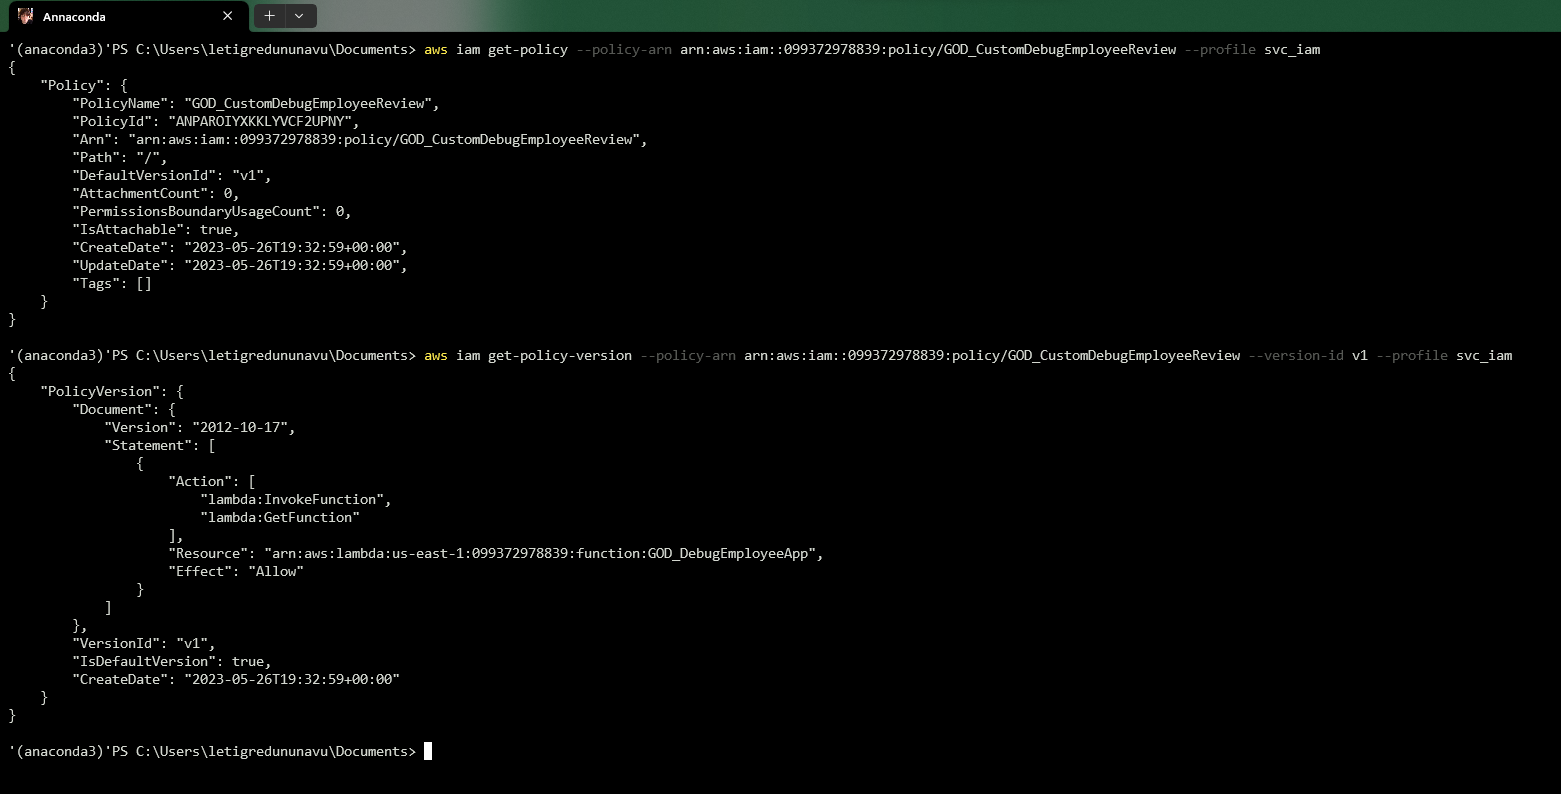 Annaconda
'(anaconda3)'PS C:\Users\letigredununavu\Documents> aws iam get-policy --policy-arn arn:aws:iam::099372978839:policy/GOD_CustomDebugEmployeeReview --profile svc_iam
{
    "Policy": {
        "PolicyName": "GOD_CustomDebugEmployeeReview",
        "PolicyId": "ANPAROIYXKKLYVCF2UPNY",
        "Arn": "arn:aws:iam::099372978839:policy/GOD_CustomDebugEmployeeReview",
        "Path": "/",
        "DefaultVersionId": "v1",
        "AttachmentCount": 0,
        "PermissionsBoundaryUsageCount": 0,
        "IsAttachable": true,
        "CreateDate": "2023-05-26T19:32:59+00:00",
        "UpdateDate": "2023-05-26T19:32:59+00:00",
        "Tags": []
    }
}
'(anaconda3)'PS C:\Users\letigredununavu\Documents> aws iam get-policy-version --policy-arn arn:aws:iam::099372978839:policy/GOD_CustomDebugEmployeeReview --version-id v1 --profile svc_iam
{
    "PolicyVersion": {
        "Document": {
            "Version": "2012-10-17",
            "Statement": [
                {
                    "Action": [
                        "lambda:InvokeFunction",
                        "lambda:GetFunction"
                    ],
                    "Resource": "arn:aws:lambda:us-east-1:099372978839:function:GOD_DebugEmployeeApp",
                    "Effect": "Allow"
                }
            ]
        },
        "VersionId": "v1",
        "IsDefaultVersion": true,
        "CreateDate": "2023-05-26T19:32:59+00:00"
    }
}
'(anaconda3)'PS C:\Users\letigredununavu\Documents>